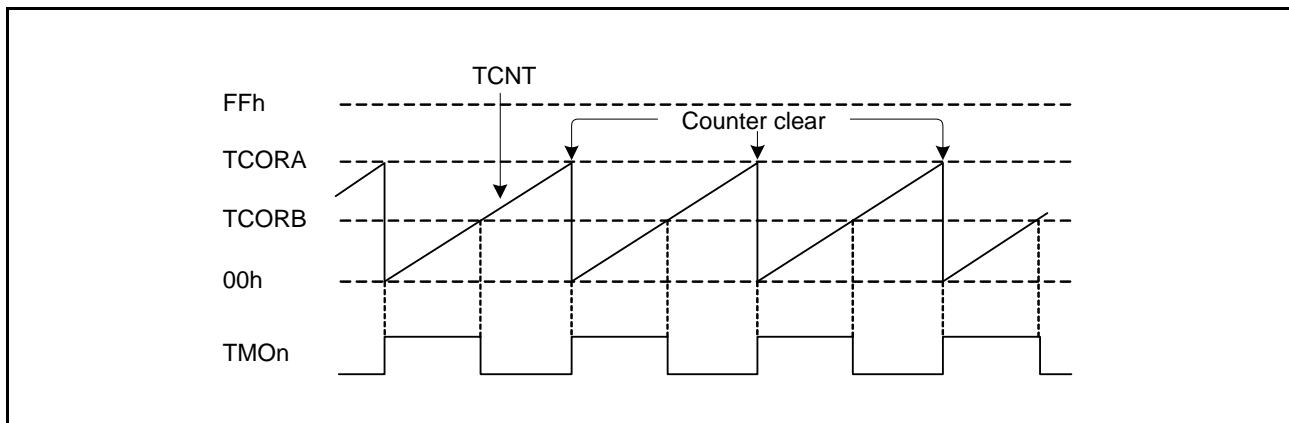 TCNT
FFh
Counter clear
TCORA
TCORB
00h
TMOn